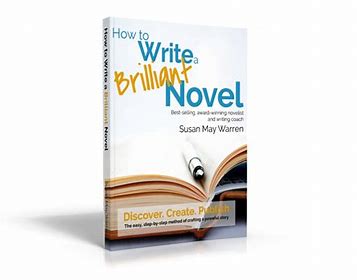 How to Write a Brilliant Novel
How to
Write a
Brilliant
Novel
Best-selling, award-winning novelist
and writing coach
Susan May Warren
Discover. Create. Publish.
The easy, step-by-step method of crafting a powerful story